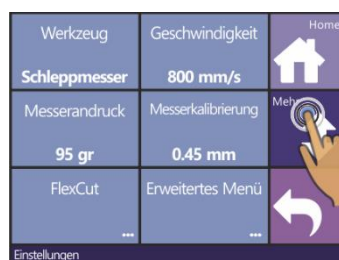 Werkzeug
Schleppmesser
Geschwindigkeit
800 mm/s
Home
Messerandruck
95 gr
Messerkalibrierung
0.45 mm
FlexCut
...
Erweitertes Menü
...
Einstellungen